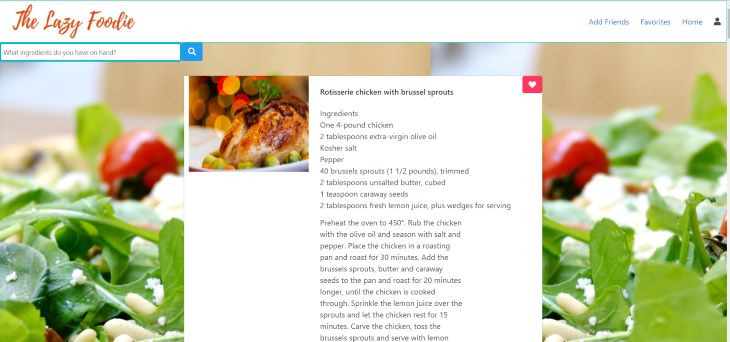 The Lazy Foodie
Add Friends Favorites Home
What ingredients do you have on hand?
Rotisserie chicken with brussel sprouts
Ingredients
One 4-pound chicken
2 tablespoons extra-virgin olive oil
Kosher salt
Pepper
40 brussels sprouts (1 1/2 pounds), trimmed
2 tablespoons unsalted butter, cubed
1 teaspoon caraway seeds
2 tablespoons fresh lemon juice, plus wedges for serving
Preheat the oven to 450°. Rub the chicken
with the olive oil and season with salt and
pepper. Place the chicken in a roasting
pan and roast for 30 minutes. Add the
brussels sprouts, butter and caraway
seeds to the pan and roast for 20 minutes
longer, until the chicken is cooked
through. Sprinkle the lemon juice over the
sprouts and let the chicken rest for 15
minutes. Carve the chicken, toss the
brussels sprouts and serve with lemon